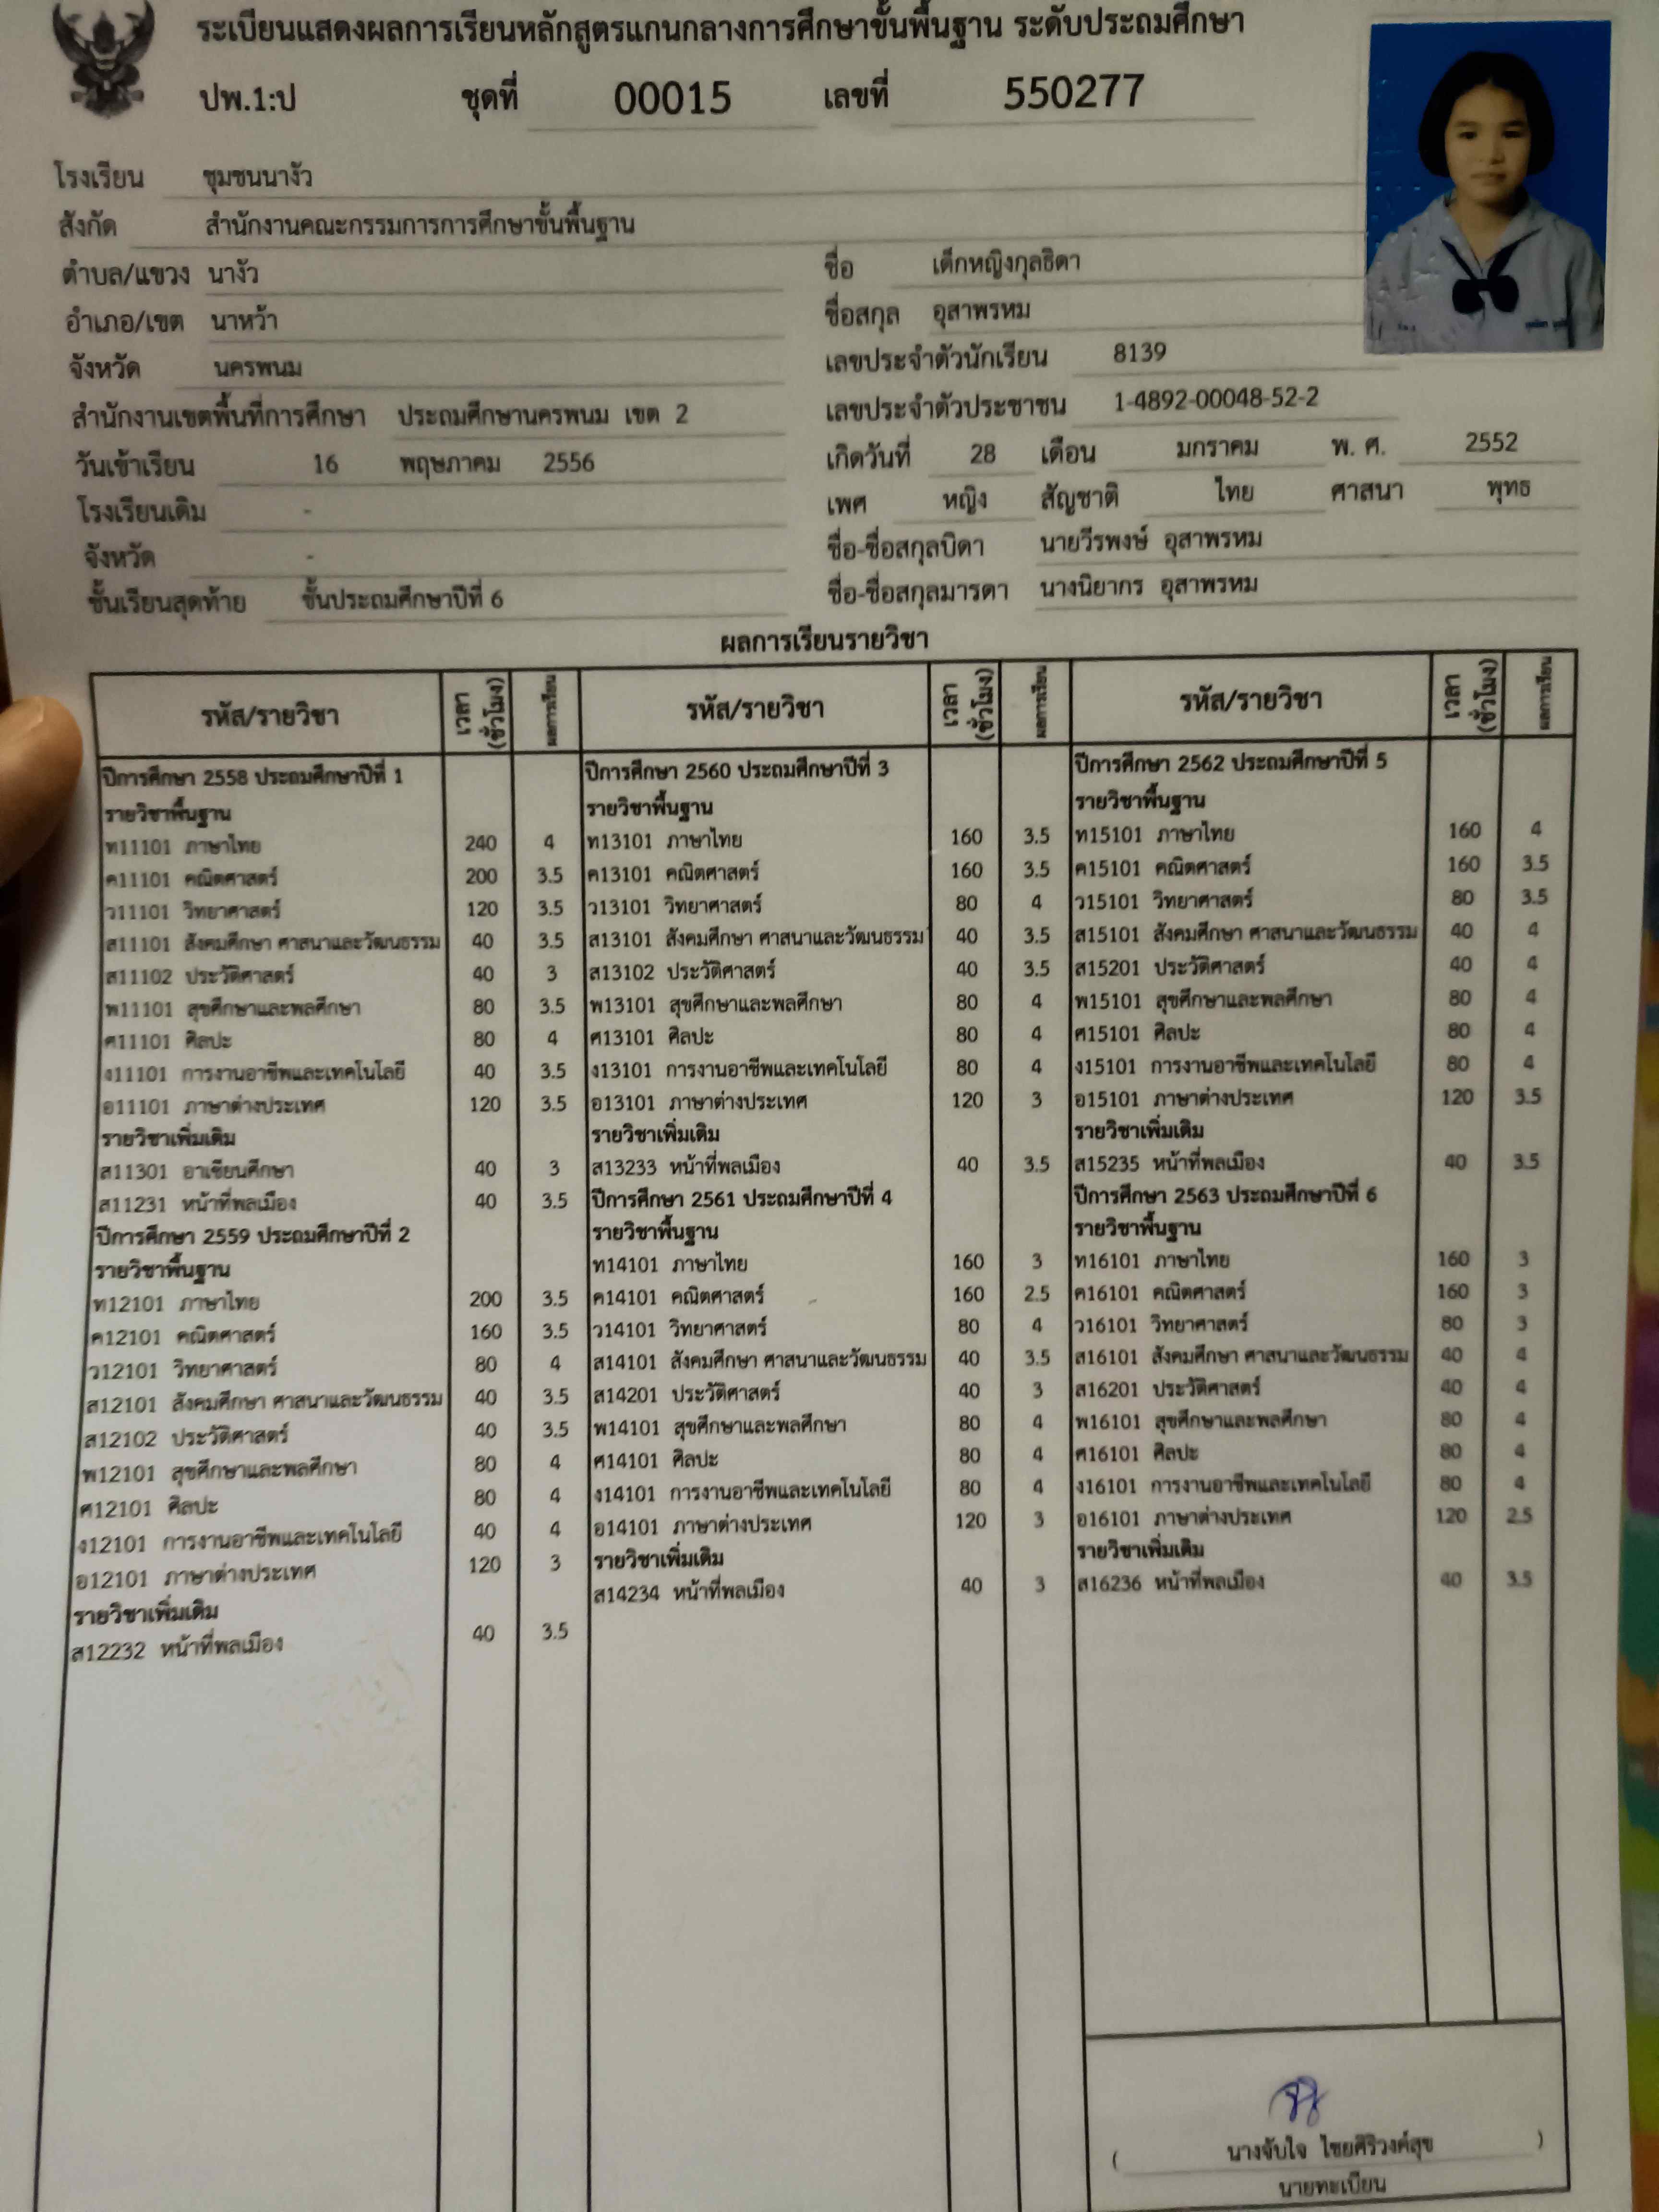 ระเบียนแสดงผลการเรียนหลักสูตรแกนกลางการศึกษาขั้นพื้นฐาน ระดับประถมศึกษา
ปพ.1:ป ชุดที่ 00015 เลขที่ 550277
โรงเรียน ชุมชนนางัว
สังกัด สำนักงานคณะกรรมการการศึกษาขั้นพื้นฐาน
ตำบล/แขวง นางัว
อำเภอ/เขต นาหว้า
จังหวัด นครพนม
สำนักงานเขตพื้นที่การศึกษา ประถมศึกษานครพนม เขต 2
วันเข้าเรียน 16 พฤษภาคม 2556
โรงเรียนเดิม -
จังหวัด -
ชั้นเรียนสุดท้าย ชั้นประถมศึกษาปีที่ 6
ชื่อ เด็กหญิงกุลธิดา
ชื่อสกุล อุสาพรหม
เลขประจำตัวนักเรียน 8139
เลขประจำตัวประชาชน 1-4892-00048-52-2
เกิดวันที่ 28 เดือน มกราคม พ. ศ. 2552
เพศ หญิง สัญชาติ ไทย ศาสนา พุทธ
ชื่อ-ชื่อสกุลบิดา นายวีรพงษ์ อุสาพรหม
ชื่อ-ชื่อสกุลมารดา นางนิยากร อุสาพรหม
ผลการเรียนรายวิชา
รหัส/รายวิชา เวลา (ชั่วโมง) ผลการเรียน
ปีการศึกษา 2558 ประถมศึกษาปีที่ 1
รายวิชาพื้นฐาน
ท11101 ภาษาไทย 240 4
ค11101 คณิตศาสตร์ 200 3.5
ว11101 วิทยาศาสตร์ 120 3.5
ส11101 สังคมศึกษา ศาสนาและวัฒนธรรม 40 3.5
ส11102 ประวัติศาสตร์ 40 3
พ11101 สุขศึกษาและพลศึกษา 80 3.5
ศ11101 ศิลปะ 80 4
ง11101 การงานอาชีพและเทคโนโลยี 40 3.5
อ11101 ภาษาต่างประเทศ 120 3.5
รายวิชาเพิ่มเติม
ส11301 อาเซียนศึกษา 40 3
ส11231 หน้าที่พลเมือง 40 3.5
ปีการศึกษา 2559 ประถมศึกษาปีที่ 2
รายวิชาพื้นฐาน
ท12101 ภาษาไทย 200 3.5
ค12101 คณิตศาสตร์ 160 3.5
ว12101 วิทยาศาสตร์ 80 4
ส12101 สังคมศึกษา ศาสนาและวัฒนธรรม 40 3.5
ส12102 ประวัติศาสตร์ 40 3.5
พ12101 สุขศึกษาและพลศึกษา 80 4
ศ12101 ศิลปะ 80 4
ง12101 การงานอาชีพและเทคโนโลยี 40 4
อ12101 ภาษาต่างประเทศ 120 3
รายวิชาเพิ่มเติม
ส12232 หน้าที่พลเมือง 40 3.5
รหัส/รายวิชา เวลา (ชั่วโมง) ผลการเรียน
ปีการศึกษา 2560 ประถมศึกษาปีที่ 3
รายวิชาพื้นฐาน
ท13101 ภาษาไทย 160 3.5
ค13101 คณิตศาสตร์ 160 3.5
ว13101 วิทยาศาสตร์ 80 4
ส13101 สังคมศึกษา ศาสนาและวัฒนธรรม 40 3.5
ส13102 ประวัติศาสตร์ 40 3.5
พ13101 สุขศึกษาและพลศึกษา 80 4
ศ13101 ศิลปะ 80 4
ง13101 การงานอาชีพและเทคโนโลยี 80 4
อ13101 ภาษาต่างประเทศ 120 3
รายวิชาเพิ่มเติม
ส13233 หน้าที่พลเมือง 40 3.5
ปีการศึกษา 2561 ประถมศึกษาปีที่ 4
รายวิชาพื้นฐาน
ท14101 ภาษาไทย 160 3
ค14101 คณิตศาสตร์ 160 2.5
ว14101 วิทยาศาสตร์ 80 4
ส14101 สังคมศึกษา ศาสนาและวัฒนธรรม 40 3.5
ส14201 ประวัติศาสตร์ 40 3
พ14101 สุขศึกษาและพลศึกษา 80 4
ศ14101 ศิลปะ 80 4
ง14101 การงานอาชีพและเทคโนโลยี 80 4
อ14101 ภาษาต่างประเทศ 120 3
รายวิชาเพิ่มเติม
ส14234 หน้าที่พลเมือง 40 3
รหัส/รายวิชา เวลา (ชั่วโมง) ผลการเรียน
ปีการศึกษา 2562 ประถมศึกษาปีที่ 5
รายวิชาพื้นฐาน
ท15101 ภาษาไทย 160 4
ค15101 คณิตศาสตร์ 160 3.5
ว15101 วิทยาศาสตร์ 80 3.5
ส15101 สังคมศึกษา ศาสนาและวัฒนธรรม 40 4
ส15201 ประวัติศาสตร์ 40 4
พ15101 สุขศึกษาและพลศึกษา 80 4
ศ15101 ศิลปะ 80 4
ง15101 การงานอาชีพและเทคโนโลยี 80 4
อ15101 ภาษาต่างประเทศ 120 3.5
รายวิชาเพิ่มเติม
ส15235 หน้าที่พลเมือง 40 3.5
ปีการศึกษา 2563 ประถมศึกษาปีที่ 6
รายวิชาพื้นฐาน
ท16101 ภาษาไทย 160 3
ค16101 คณิตศาสตร์ 160 3
ว16101 วิทยาศาสตร์ 80 3
ส16101 สังคมศึกษา ศาสนาและวัฒนธรรม 40 4
ส16201 ประวัติศาสตร์ 40 4
พ16101 สุขศึกษาและพลศึกษา 80 4
ศ16101 ศิลปะ 80 4
ง16101 การงานอาชีพและเทคโนโลยี 80 4
อ16101 ภาษาต่างประเทศ 120 2.5
รายวิชาเพิ่มเติม
ส16236 หน้าที่พลเมือง 40 3.5
( นางจับใจ ไชยศิริวงค์สุข )
นายทะเบียน